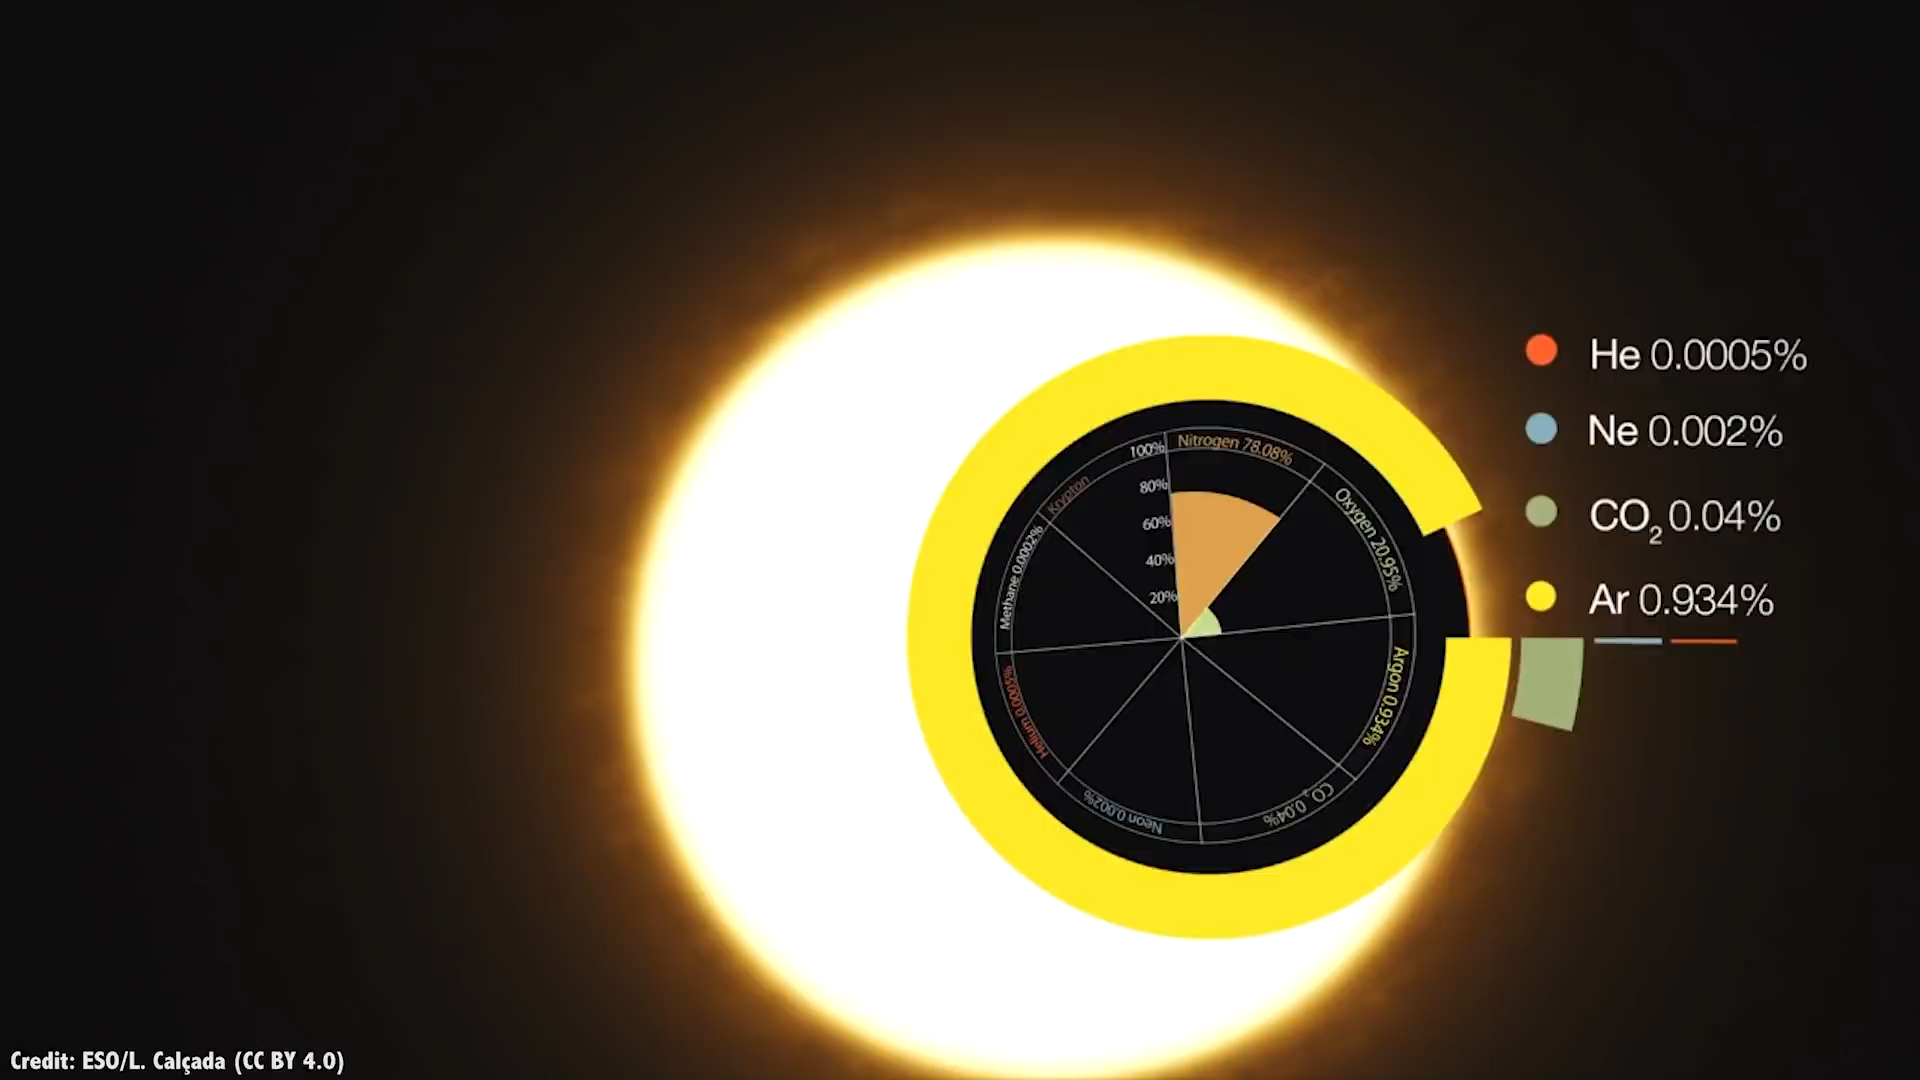 He 0.0005%
Ne 0.002%
CO₂ 0.04%
Ar 0.934%
100%
80%
60%
40%
20%
Nitrogen 78.08%
Oxygen 20.95%
Argon 0.934%
CO₂ 0.04%
Neon 0.002%
Helium 0.0005%
Methane 0.0002%
Krypton
Credit: ESO/L. Calçada (CC BY 4.0)